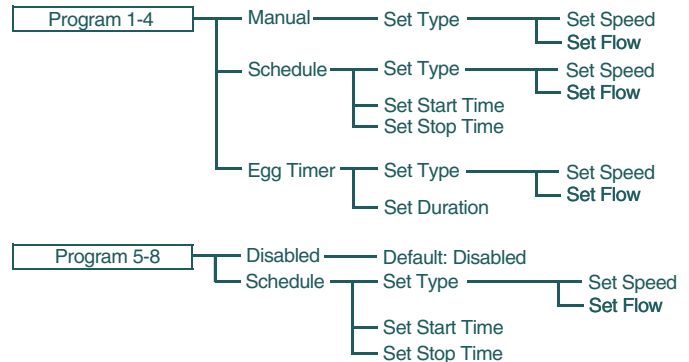 Program 1-4 Manual Set Type Set Speed
Set Flow
Schedule Set Type Set Speed
Set Flow
Set Start Time
Set Stop Time
Egg Timer Set Type Set Speed
Set Flow
Set Duration
Program 5-8 Disabled Default: Disabled
Schedule Set Type Set Speed
Set Flow
Set Start Time
Set Stop Time